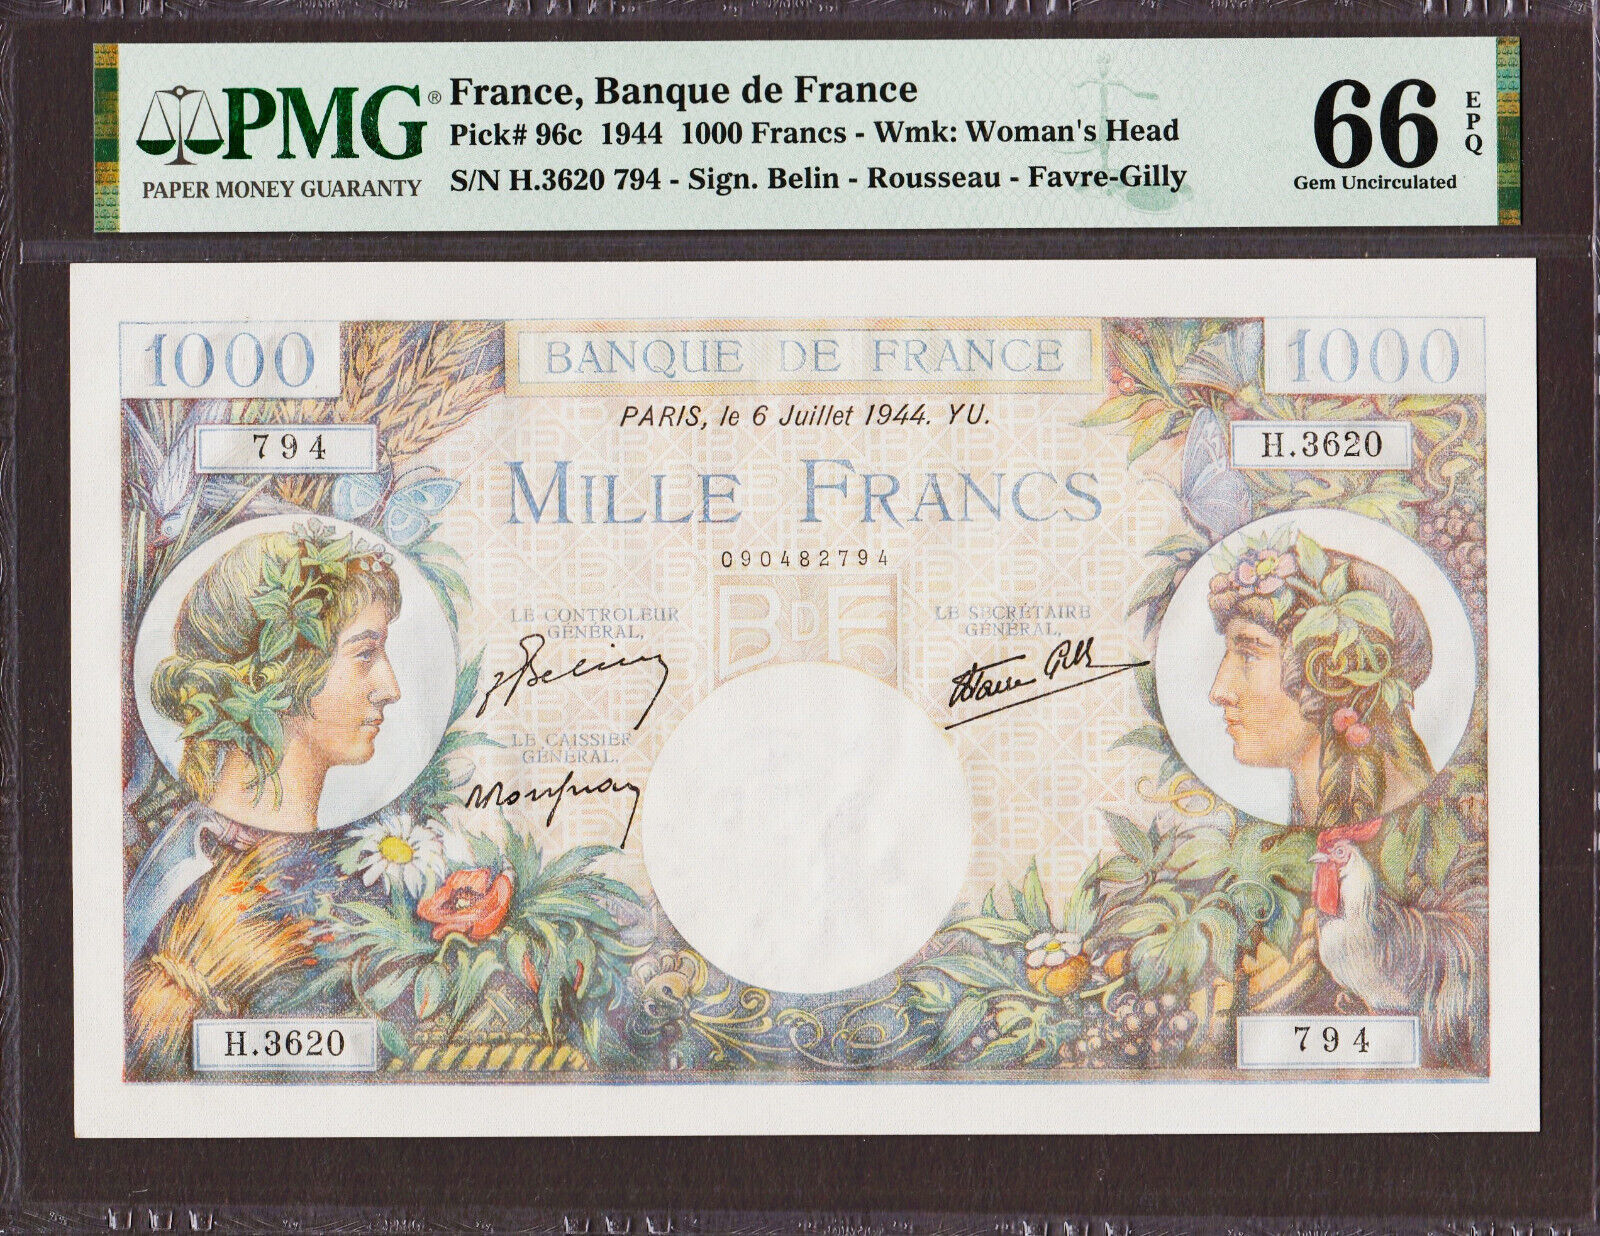 PMG®
PAPER MONEY GUARANTY
France, Banque de France
Pick# 96c 1944 1000 Francs - Wmk: Woman's Head
S/N H.3620 794 - Sign. Belin - Rousseau - Favre-Gilly
66
EPQ
Gem Uncirculated
1000
BANQUE DE FRANCE
1000
PARIS, le 6 Juillet 1944. YU.
794
H.3620
MILLE FRANCS
090482794
BDF
LE CONTROLEUR
GÉNÉRAL,
LE SECRÉTAIRE
GÉNÉRAL,
LE CAISSIER
GÉNÉRAL,
H.3620
794